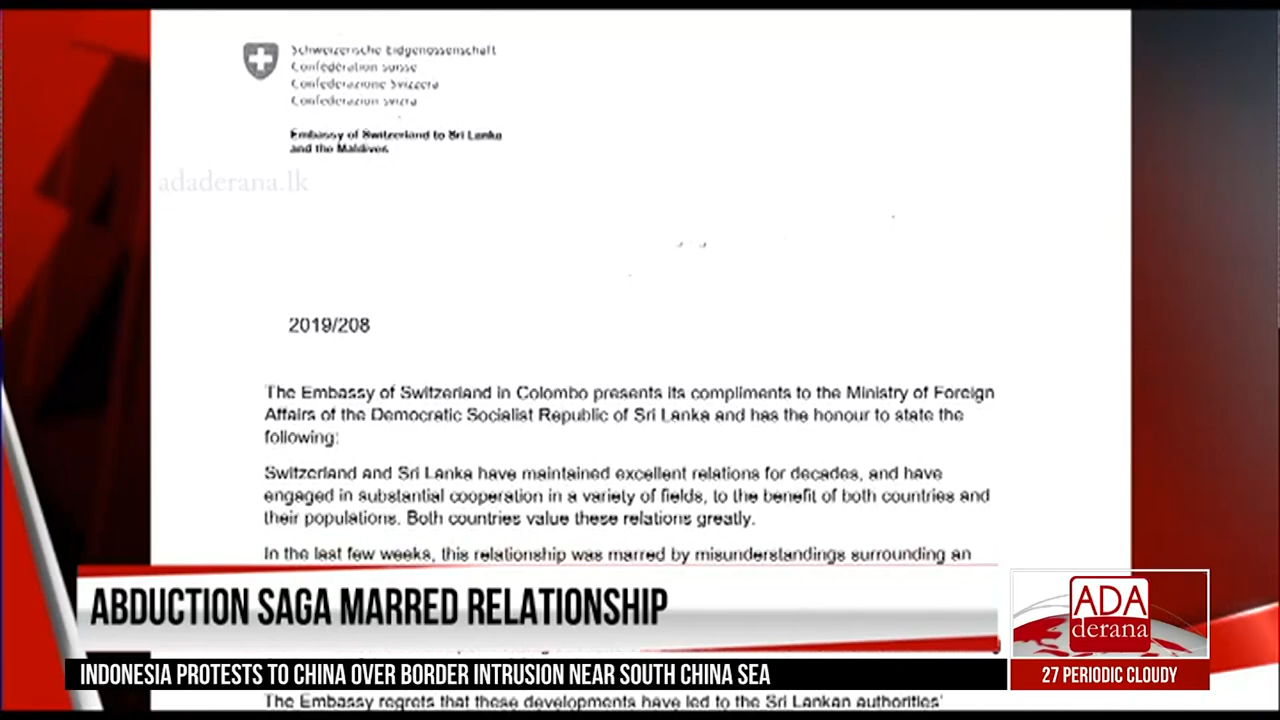 Schweizerische Eidgenossenschaft
Confédération suisse
Confederazione Svizzera
Confederaziun svizra
Embassy of Switzerland to Sri Lanka
and the Maldives
adaderana.lk
2019/208
The Embassy of Switzerland in Colombo presents its compliments to the Ministry of Foreign
Affairs of the Democratic Socialist Republic of Sri Lanka and has the honour to state the
following:
Switzerland and Sri Lanka have maintained excellent relations for decades, and have
engaged in substantial cooperation in a variety of fields, to the benefit of both countries and
their populations. Both countries value these relations greatly.
In the last few weeks, this relationship was marred by misunderstandings surrounding an
ABDUCTION SAGA MARRED RELATIONSHIP
ADA
derana
INDONESIA PROTESTS TO CHINA OVER BORDER INTRUSION NEAR SOUTH CHINA SEA
27 PERIODIC CLOUDY
The Embassy regrets that these developments have led to the Sri Lankan authorities'